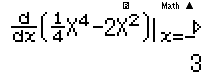 Math ▲
d/dx(1/4X⁴-2X²)|x=-▷
3